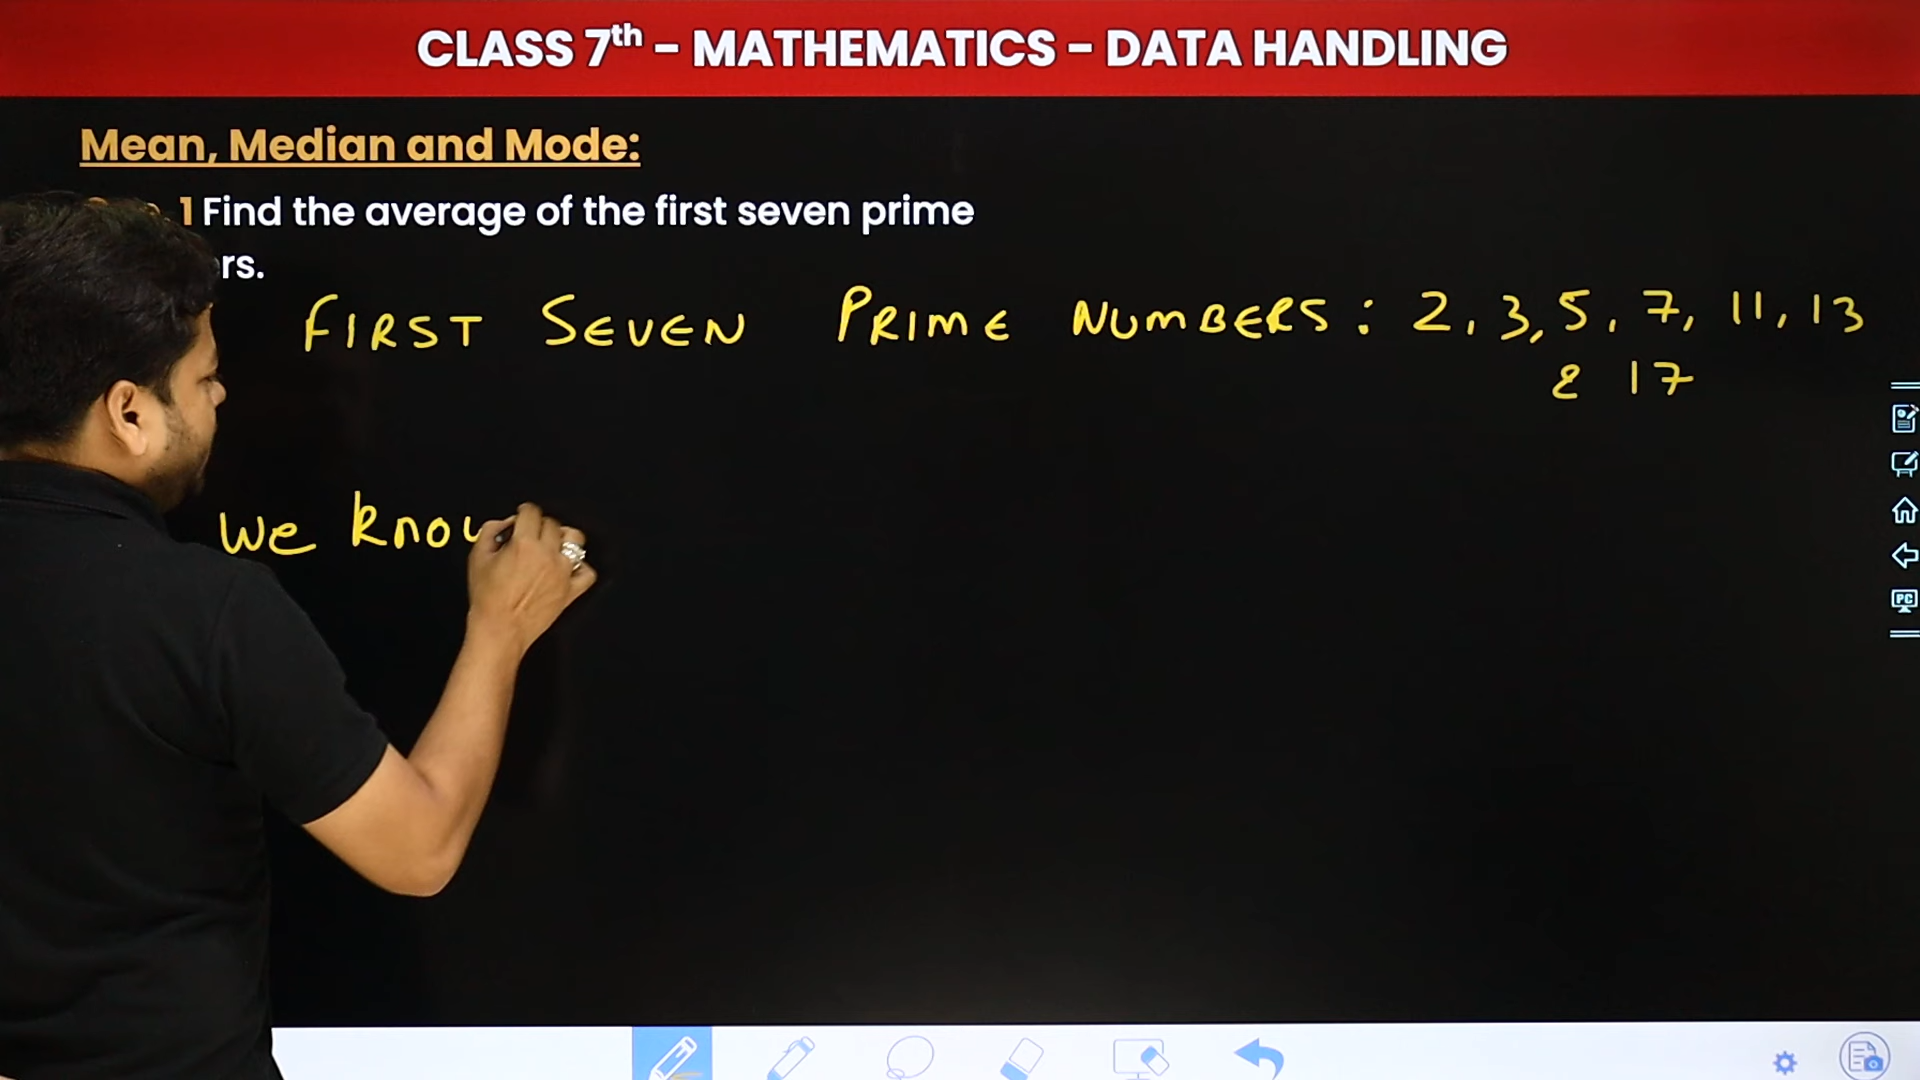 CLASS 7th - MATHEMATICS - DATA HANDLING
Mean, Median and Mode:
1 Find the average of the first seven prime
rs.
FIRST SEVEN PRIME NUMBERS : 2, 3, 5, 7, 11, 13
& 17
We know
PC